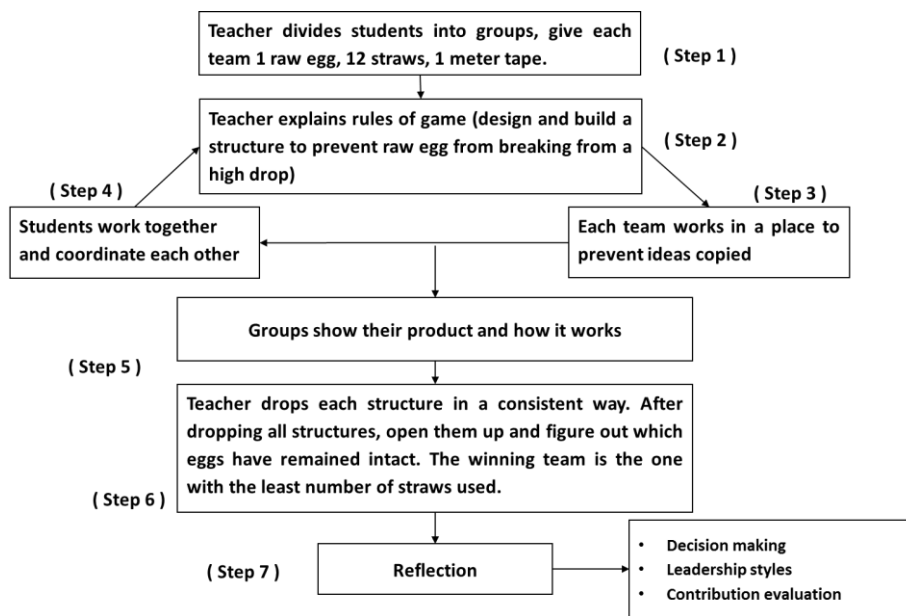 Teacher divides students into groups, give each
team 1 raw egg, 12 straws, 1 meter tape.
( Step 1 )
Teacher explains rules of game (design and build a
structure to prevent raw egg from breaking from a
high drop)
( Step 2 )
( Step 4 )
( Step 3 )
Students work together
and coordinate each other
Each team works in a place to
prevent ideas copied
Groups show their product and how it works
( Step 5 )
Teacher drops each structure in a consistent way. After
dropping all structures, open them up and figure out which
eggs have remained intact. The winning team is the one
with the least number of straws used.
( Step 6 )
Reflection
( Step 7 )
• Decision making
• Leadership styles
• Contribution evaluation